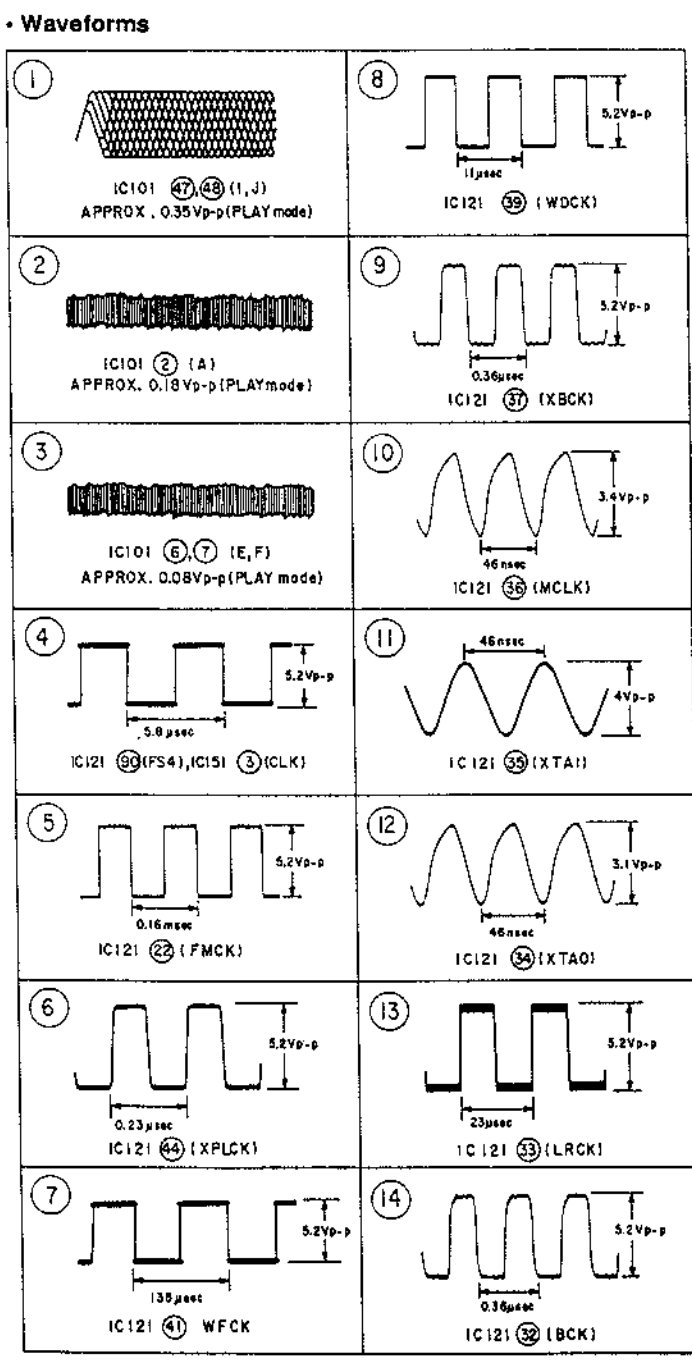 • Waveforms
1
IC101 47,48 (I,J)
APPROX. 0.35Vp-p(PLAY mode)
2
IC101 2 (A)
APPROX. 0.18Vp-p(PLAY mode)
3
IC101 6,7 (E,F)
APPROX. 0.08Vp-p(PLAY mode)
4
5.2Vp-p
5.8 μsec
IC121 90(FS4),IC151 3(CLK)
5
5.2Vp-p
0.16msec
IC121 22 (FMCK)
6
5.2Vp-p
0.23μsec
IC121 44 (XPLCK)
7
5.2Vp-p
IC121 41 WFCK
8
5.2Vp-p
11μsec
IC121 39 (WDCK)
9
5.2Vp-p
0.36μsec
IC121 37 (XBCK)
10
3.4Vp-p
46nsec
IC121 36 (MCLK)
11
46nsec
4Vp-p
IC121 35(XTAI)
12
3.1Vp-p
46nsec
IC121 34(XTAO)
13
5.2Vp-p
23μsec
IC121 33(LRCK)
14
5.2Vp-p
0.36μsec
IC121 32 (BCK)